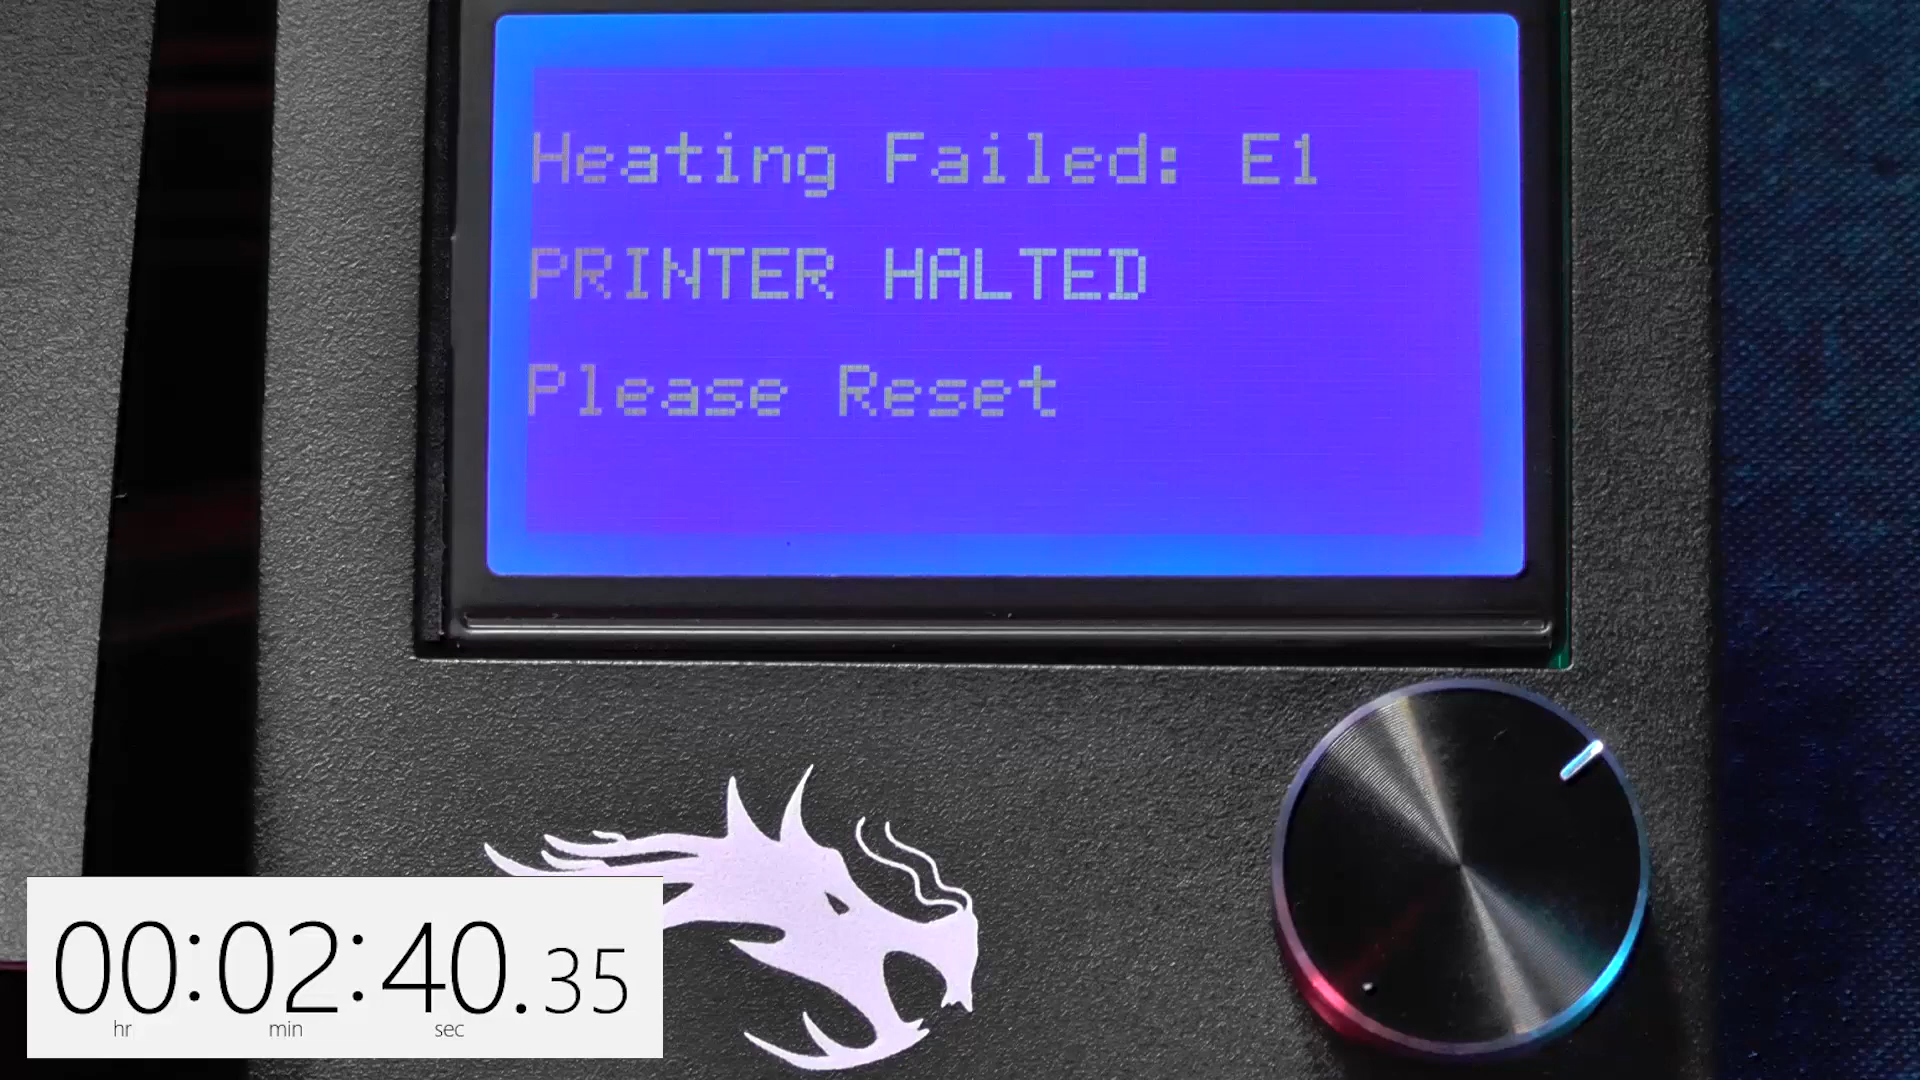 Heating Failed: E1
PRINTER HALTED
Please Reset
00:02:40.35
hr min sec